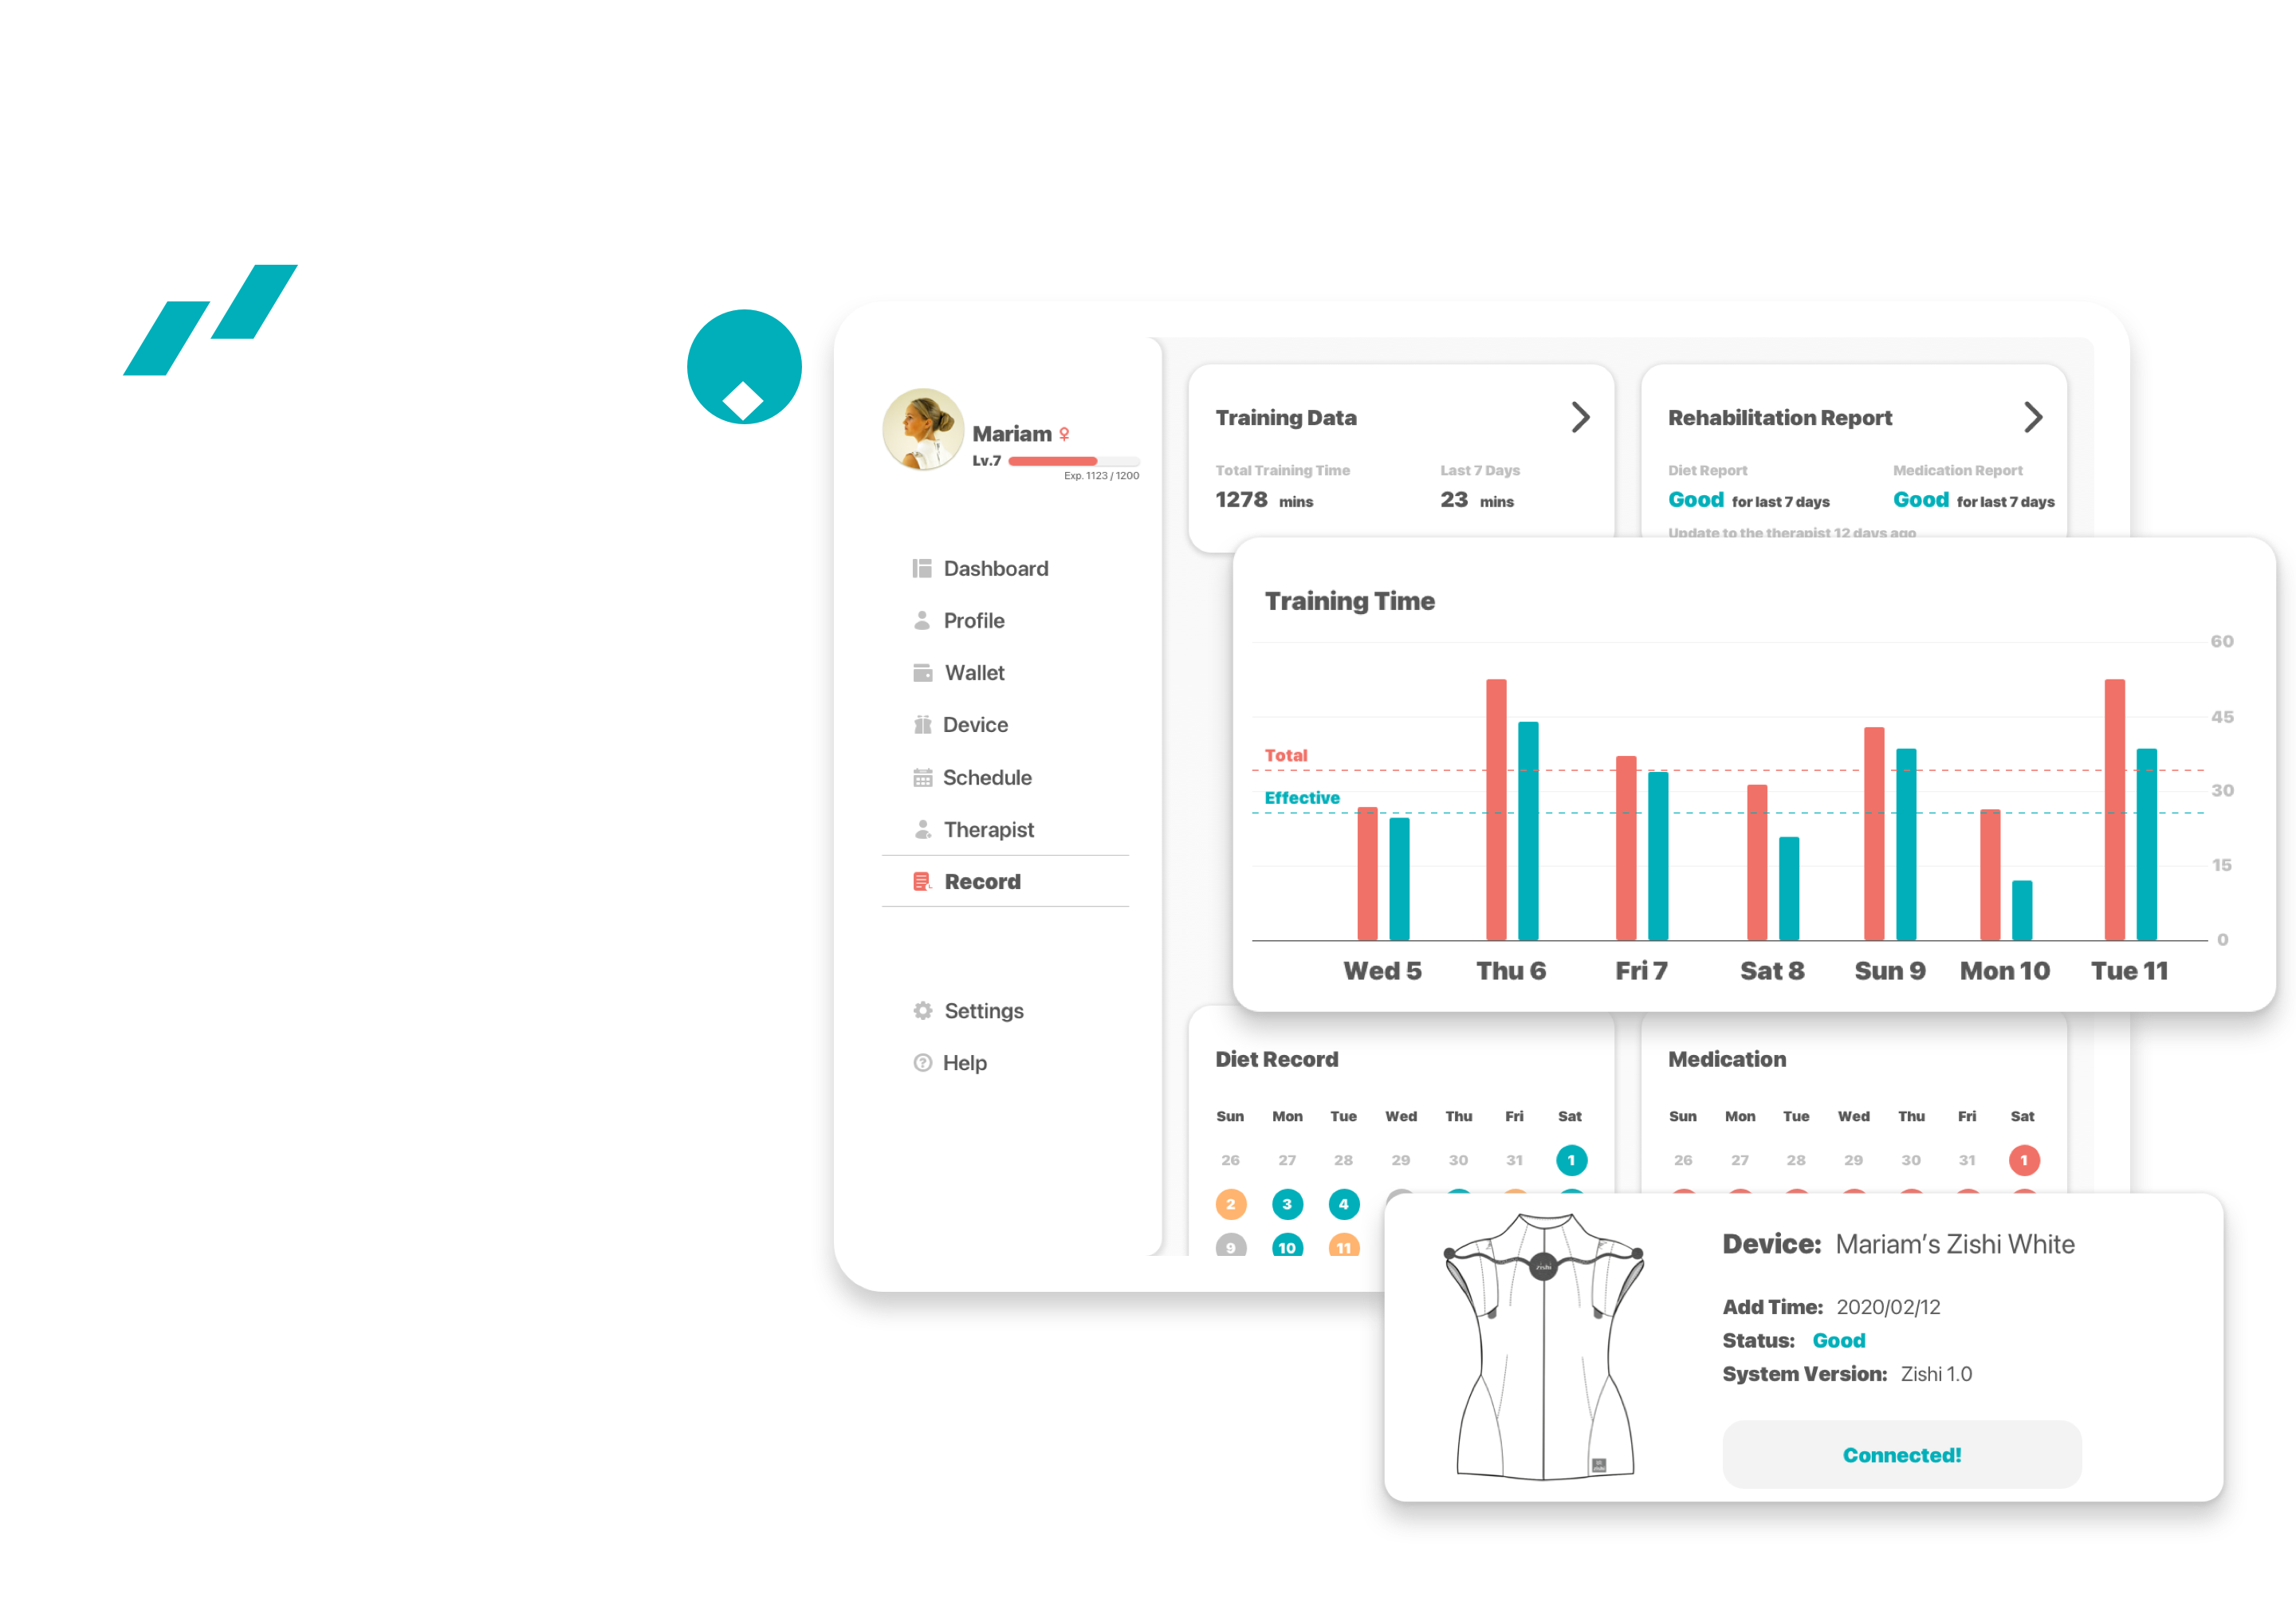 Mariam ♀
Lv.7
Exp. 1123 / 1200
Dashboard
Profile
Wallet
Device
Schedule
Therapist
Record
Settings
Help
Training Data
Total Training Time
Last 7 Days
1278 mins
23 mins
Rehabilitation Report
Diet Report
Medication Report
Good for last 7 days
Good for last 7 days
Update to the therapist 12 days ago
Training Time
60
45
Total
30
Effective
15
0
Wed 5
Thu 6
Fri 7
Sat 8
Sun 9
Mon 10
Tue 11
Diet Record
Sun Mon Tue Wed Thu Fri Sat
26 27 28 29 30 31 1
2 3 4
9 10 11
Medication
Sun Mon Tue Wed Thu Fri Sat
26 27 28 29 30 31 1
zishi
Device: Mariam’s Zishi White
Add Time: 2020/02/12
Status: Good
System Version: Zishi 1.0
Connected!